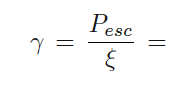 γ = P_esc / ξ =